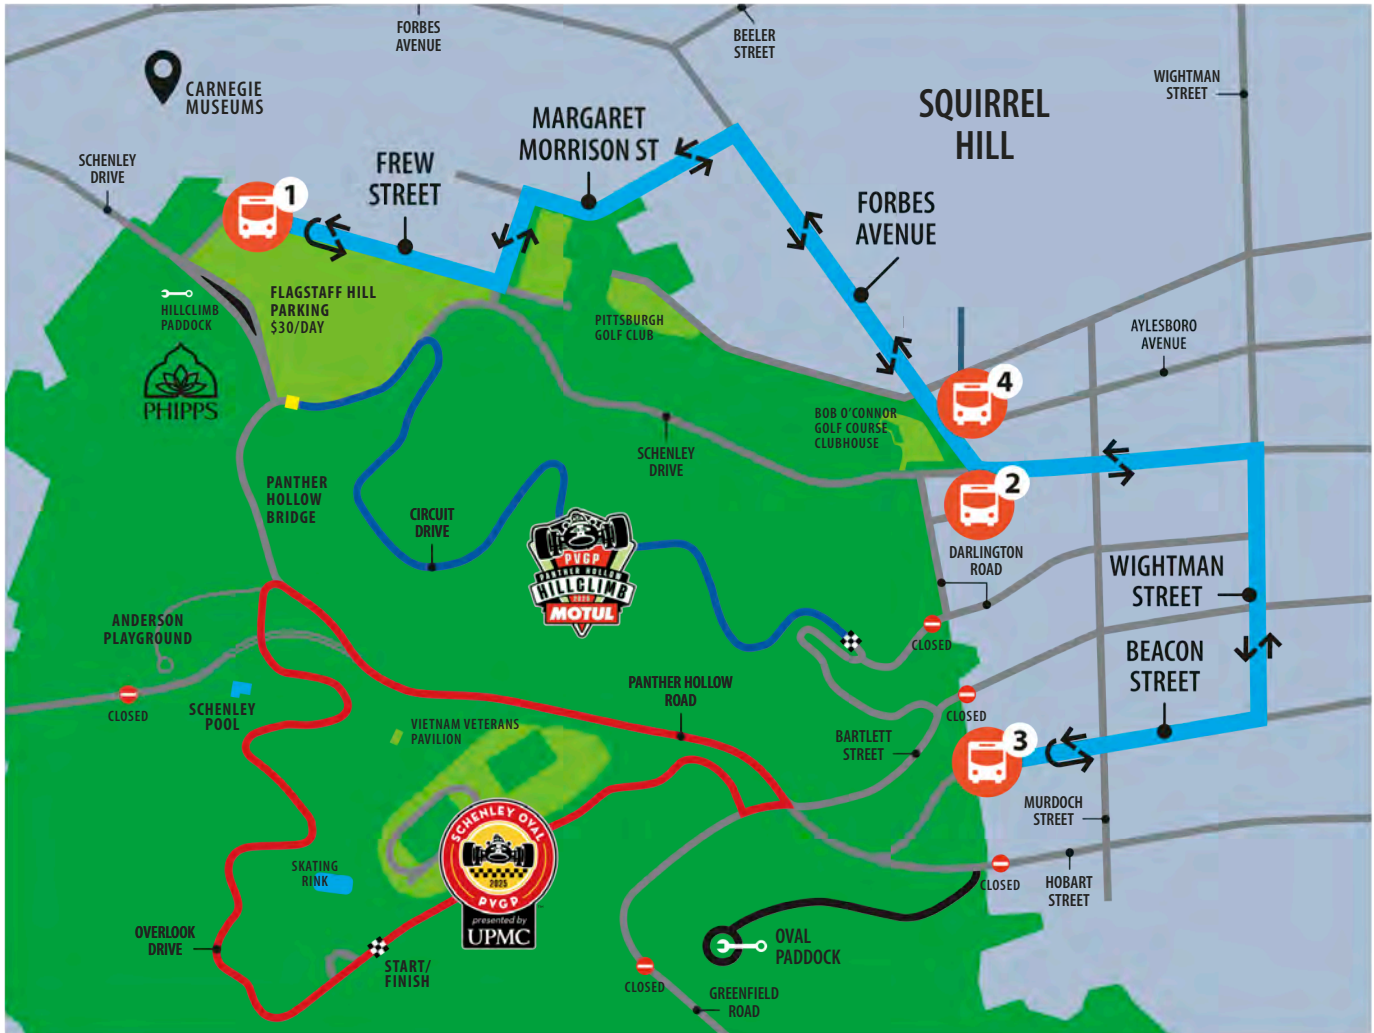 FORBES
AVENUE
BEELER
STREET
CARNEGIE
MUSEUMS
WIGHTMAN
STREET
SQUIRREL
HILL
MARGARET
MORRISON ST
SCHENLEY
DRIVE
FREW
STREET
1
FORBES
AVENUE
FLAGSTAFF HILL
PARKING
$30/DAY
HILLCLIMB
PADDOCK
PITTSBURGH
GOLF CLUB
AYLESBORO
AVENUE
PHIPPS
4
BOB O'CONNOR
GOLF COURSE
CLUBHOUSE
SCHENLEY
DRIVE
2
PANTHER
HOLLOW
BRIDGE
CIRCUIT
DRIVE
PVGP
PANTHER HOLLOW
HILLCLIMB
2025
MOTUL
DARLINGTON
ROAD
WIGHTMAN
STREET
ANDERSON
PLAYGROUND
CLOSED
BEACON
STREET
PANTHER HOLLOW
ROAD
CLOSED
SCHENLEY
POOL
CLOSED
VIETNAM VETERANS
PAVILION
BARTLETT
STREET
3
MURDOCH
STREET
SCHENLEY OVAL
2025
PVGP
presented by
UPMC
SKATING
RINK
CLOSED
HOBART
STREET
OVERLOOK
DRIVE
START/
FINISH
OVAL
PADDOCK
CLOSED
GREENFIELD
ROAD